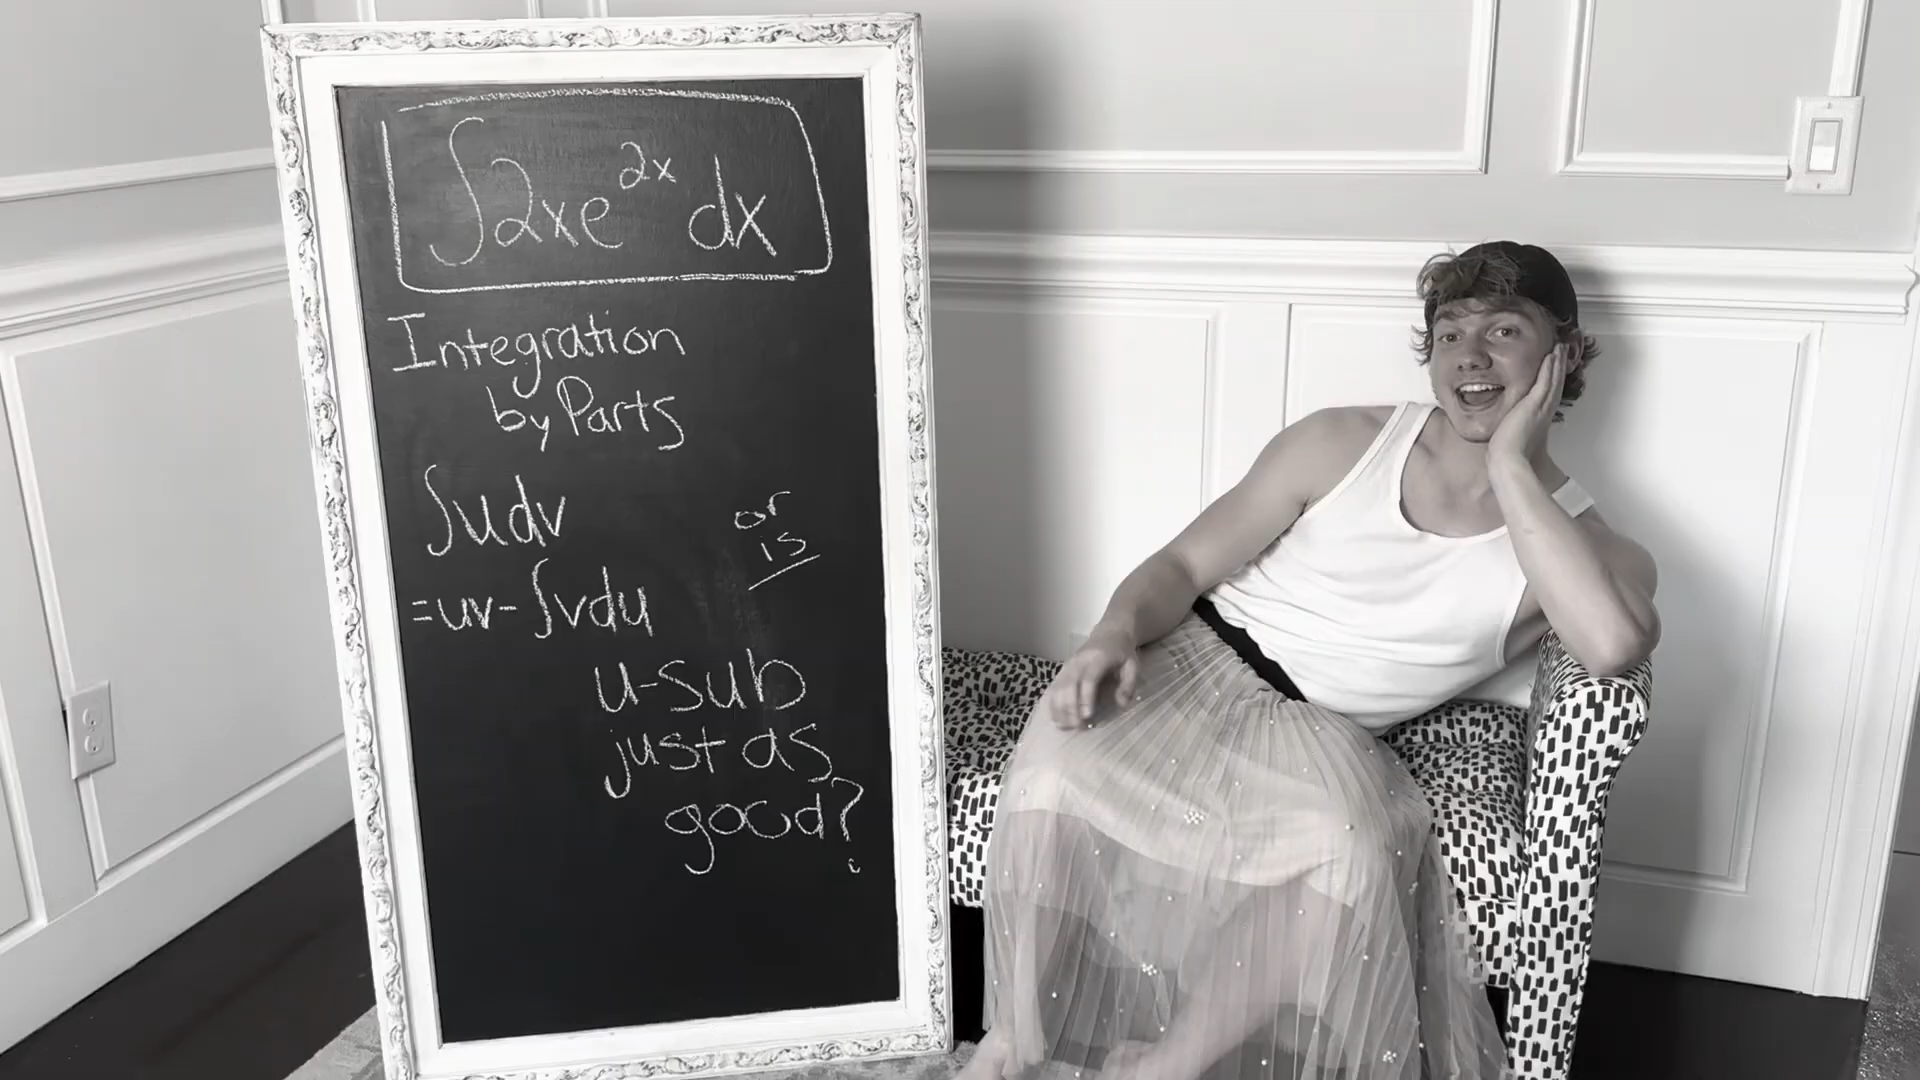 ∫2xe^{2x} dx
Integration
by Parts
∫udv
=uv-∫vdu
or
is
u-sub
just as
good?